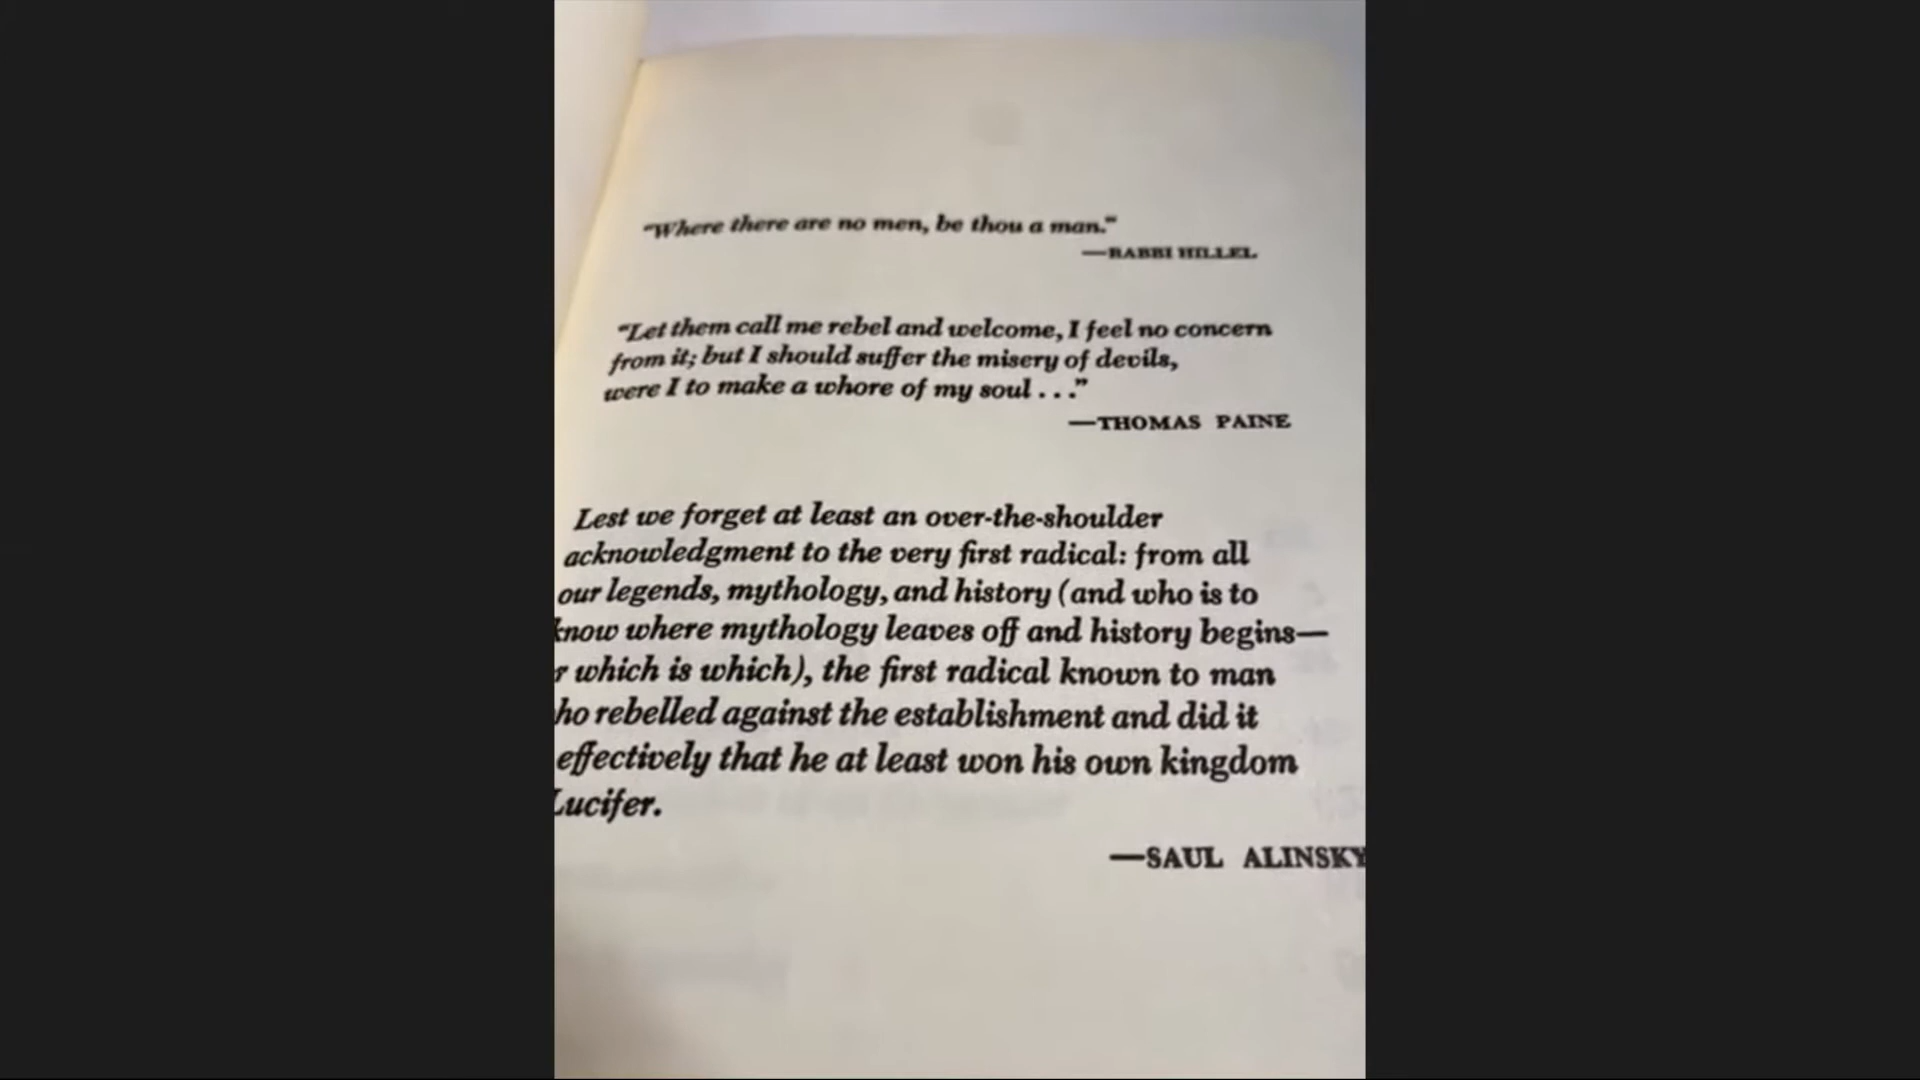 “Where there are no men, be thou a man.”
—RABBI HILLEL
“Let them call me rebel and welcome, I feel no concern
from it; but I should suffer the misery of devils,
were I to make a whore of my soul . . .”
—THOMAS PAINE
Lest we forget at least an over-the-shoulder
acknowledgment to the very first radical: from all
our legends, mythology, and history (and who is to
know where mythology leaves off and history begins—
r which is which), the first radical known to man
ho rebelled against the establishment and did it
effectively that he at least won his own kingdom
Lucifer.
—SAUL ALINSKY